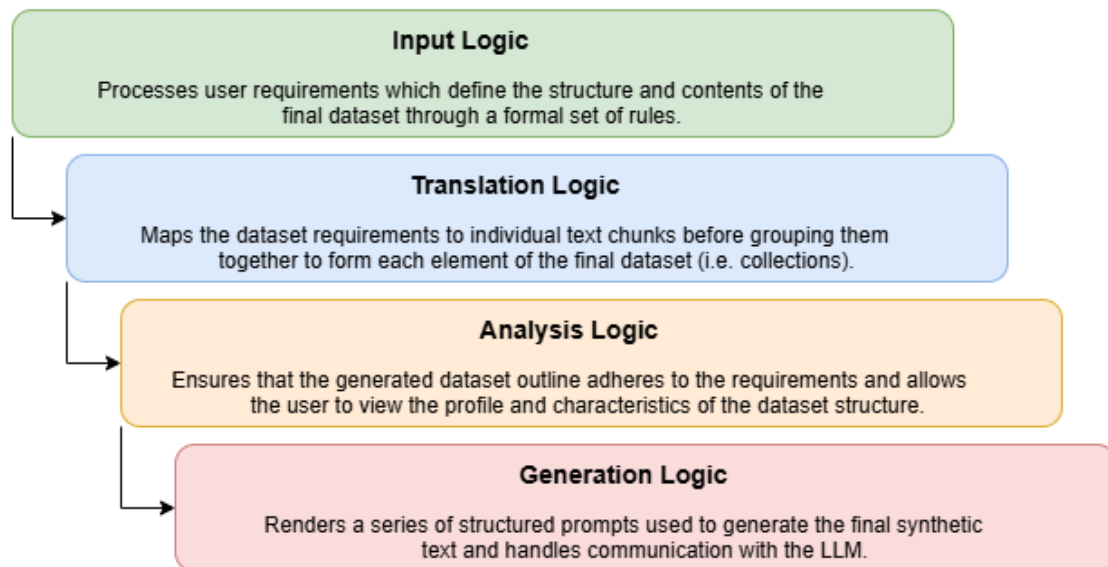 Input Logic
Processes user requirements which define the structure and contents of the
final dataset through a formal set of rules.
Translation Logic
Maps the dataset requirements to individual text chunks before grouping them
together to form each element of the final dataset (i.e. collections).
Analysis Logic
Ensures that the generated dataset outline adheres to the requirements and allows
the user to view the profile and characteristics of the dataset structure.
Generation Logic
Renders a series of structured prompts used to generate the final synthetic
text and handles communication with the LLM.